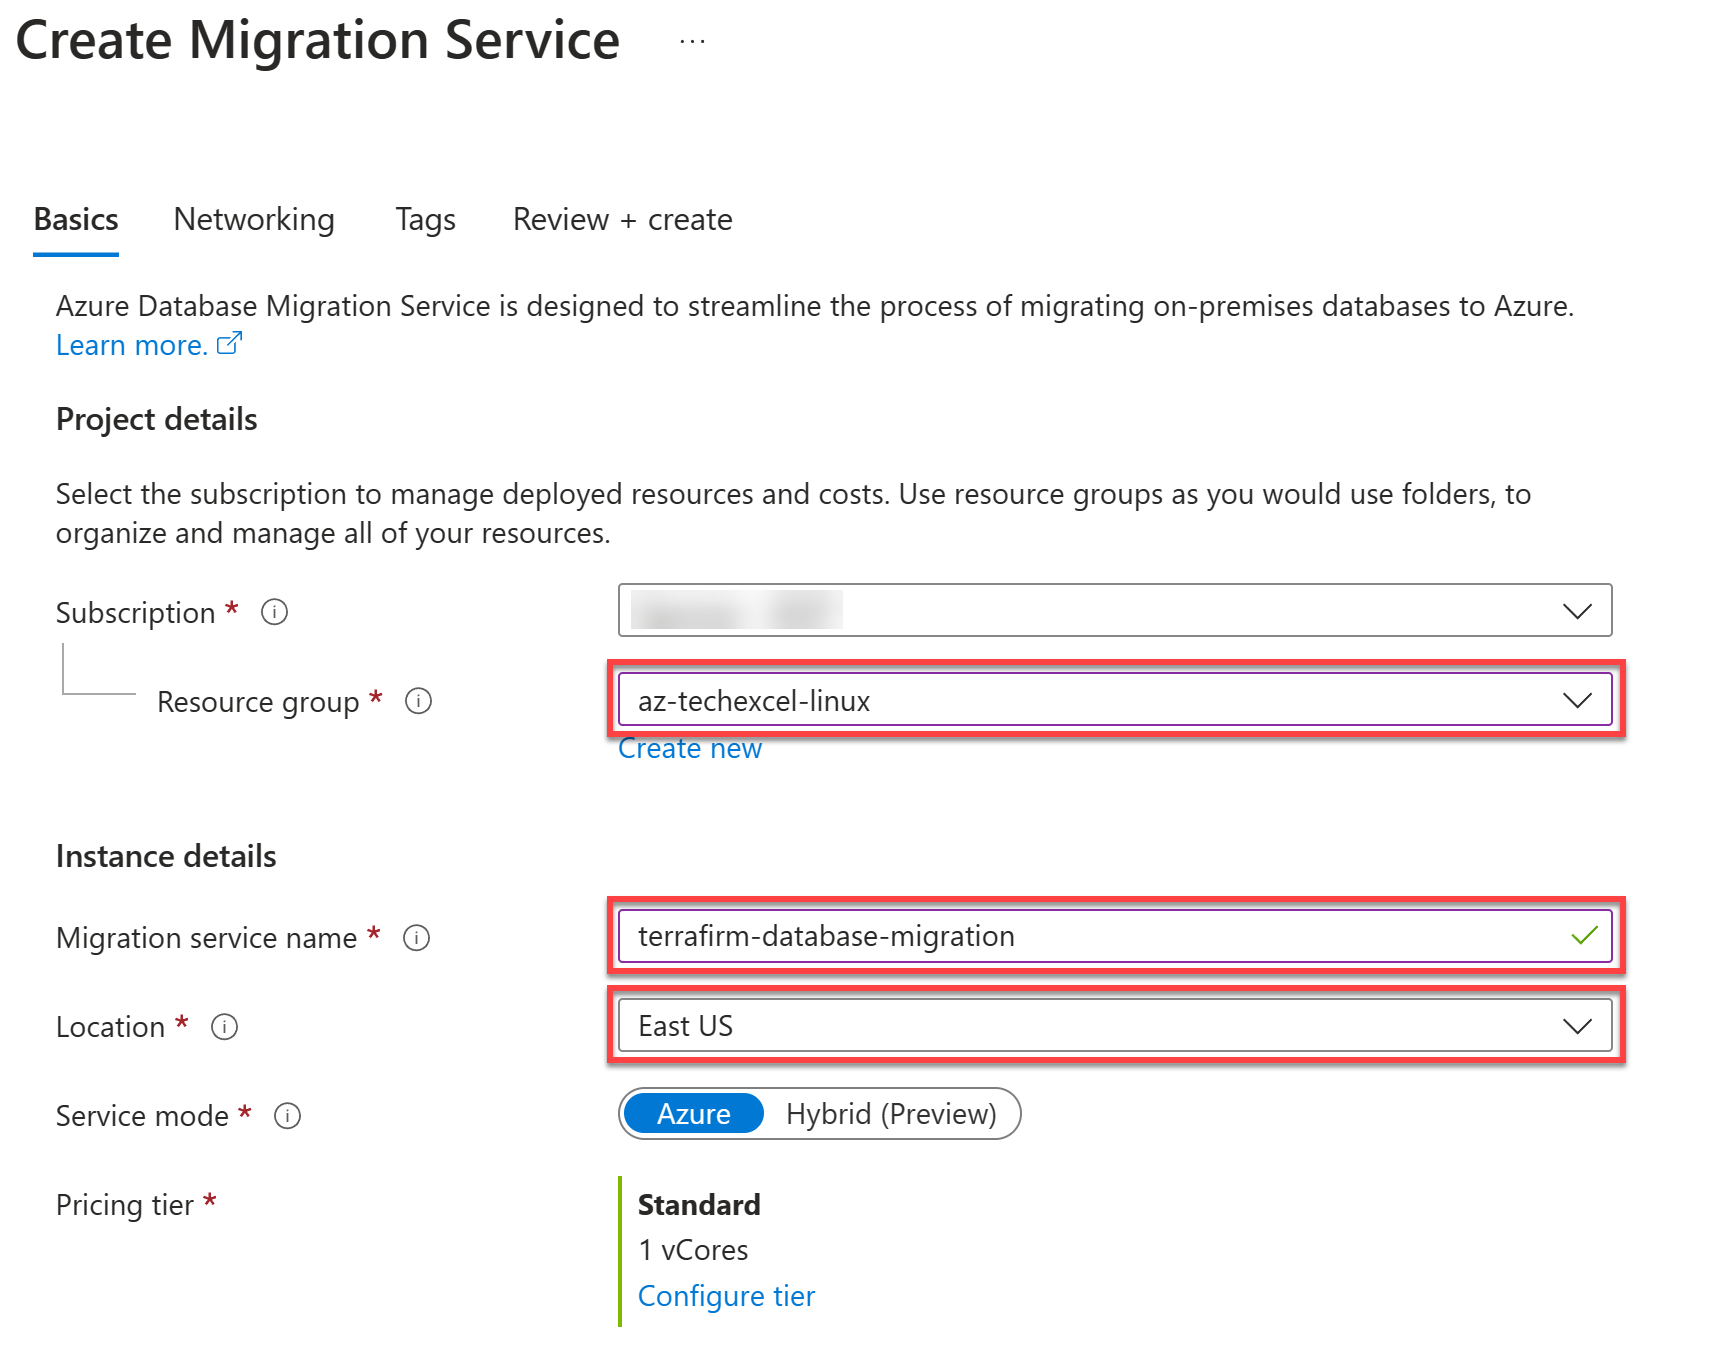 Create Migration Service ...
Basics Networking Tags Review + create
Azure Database Migration Service is designed to streamline the process of migrating on-premises databases to Azure.
Learn more.
Project details
Select the subscription to manage deployed resources and costs. Use resource groups as you would use folders, to
organize and manage all of your resources.
Subscription *
Resource group * az-techexcel-linux
Create new
Instance details
Migration service name * terrafirm-database-migration
Location * East US
Service mode * Azure Hybrid (Preview)
Pricing tier * Standard
1 vCores
Configure tier